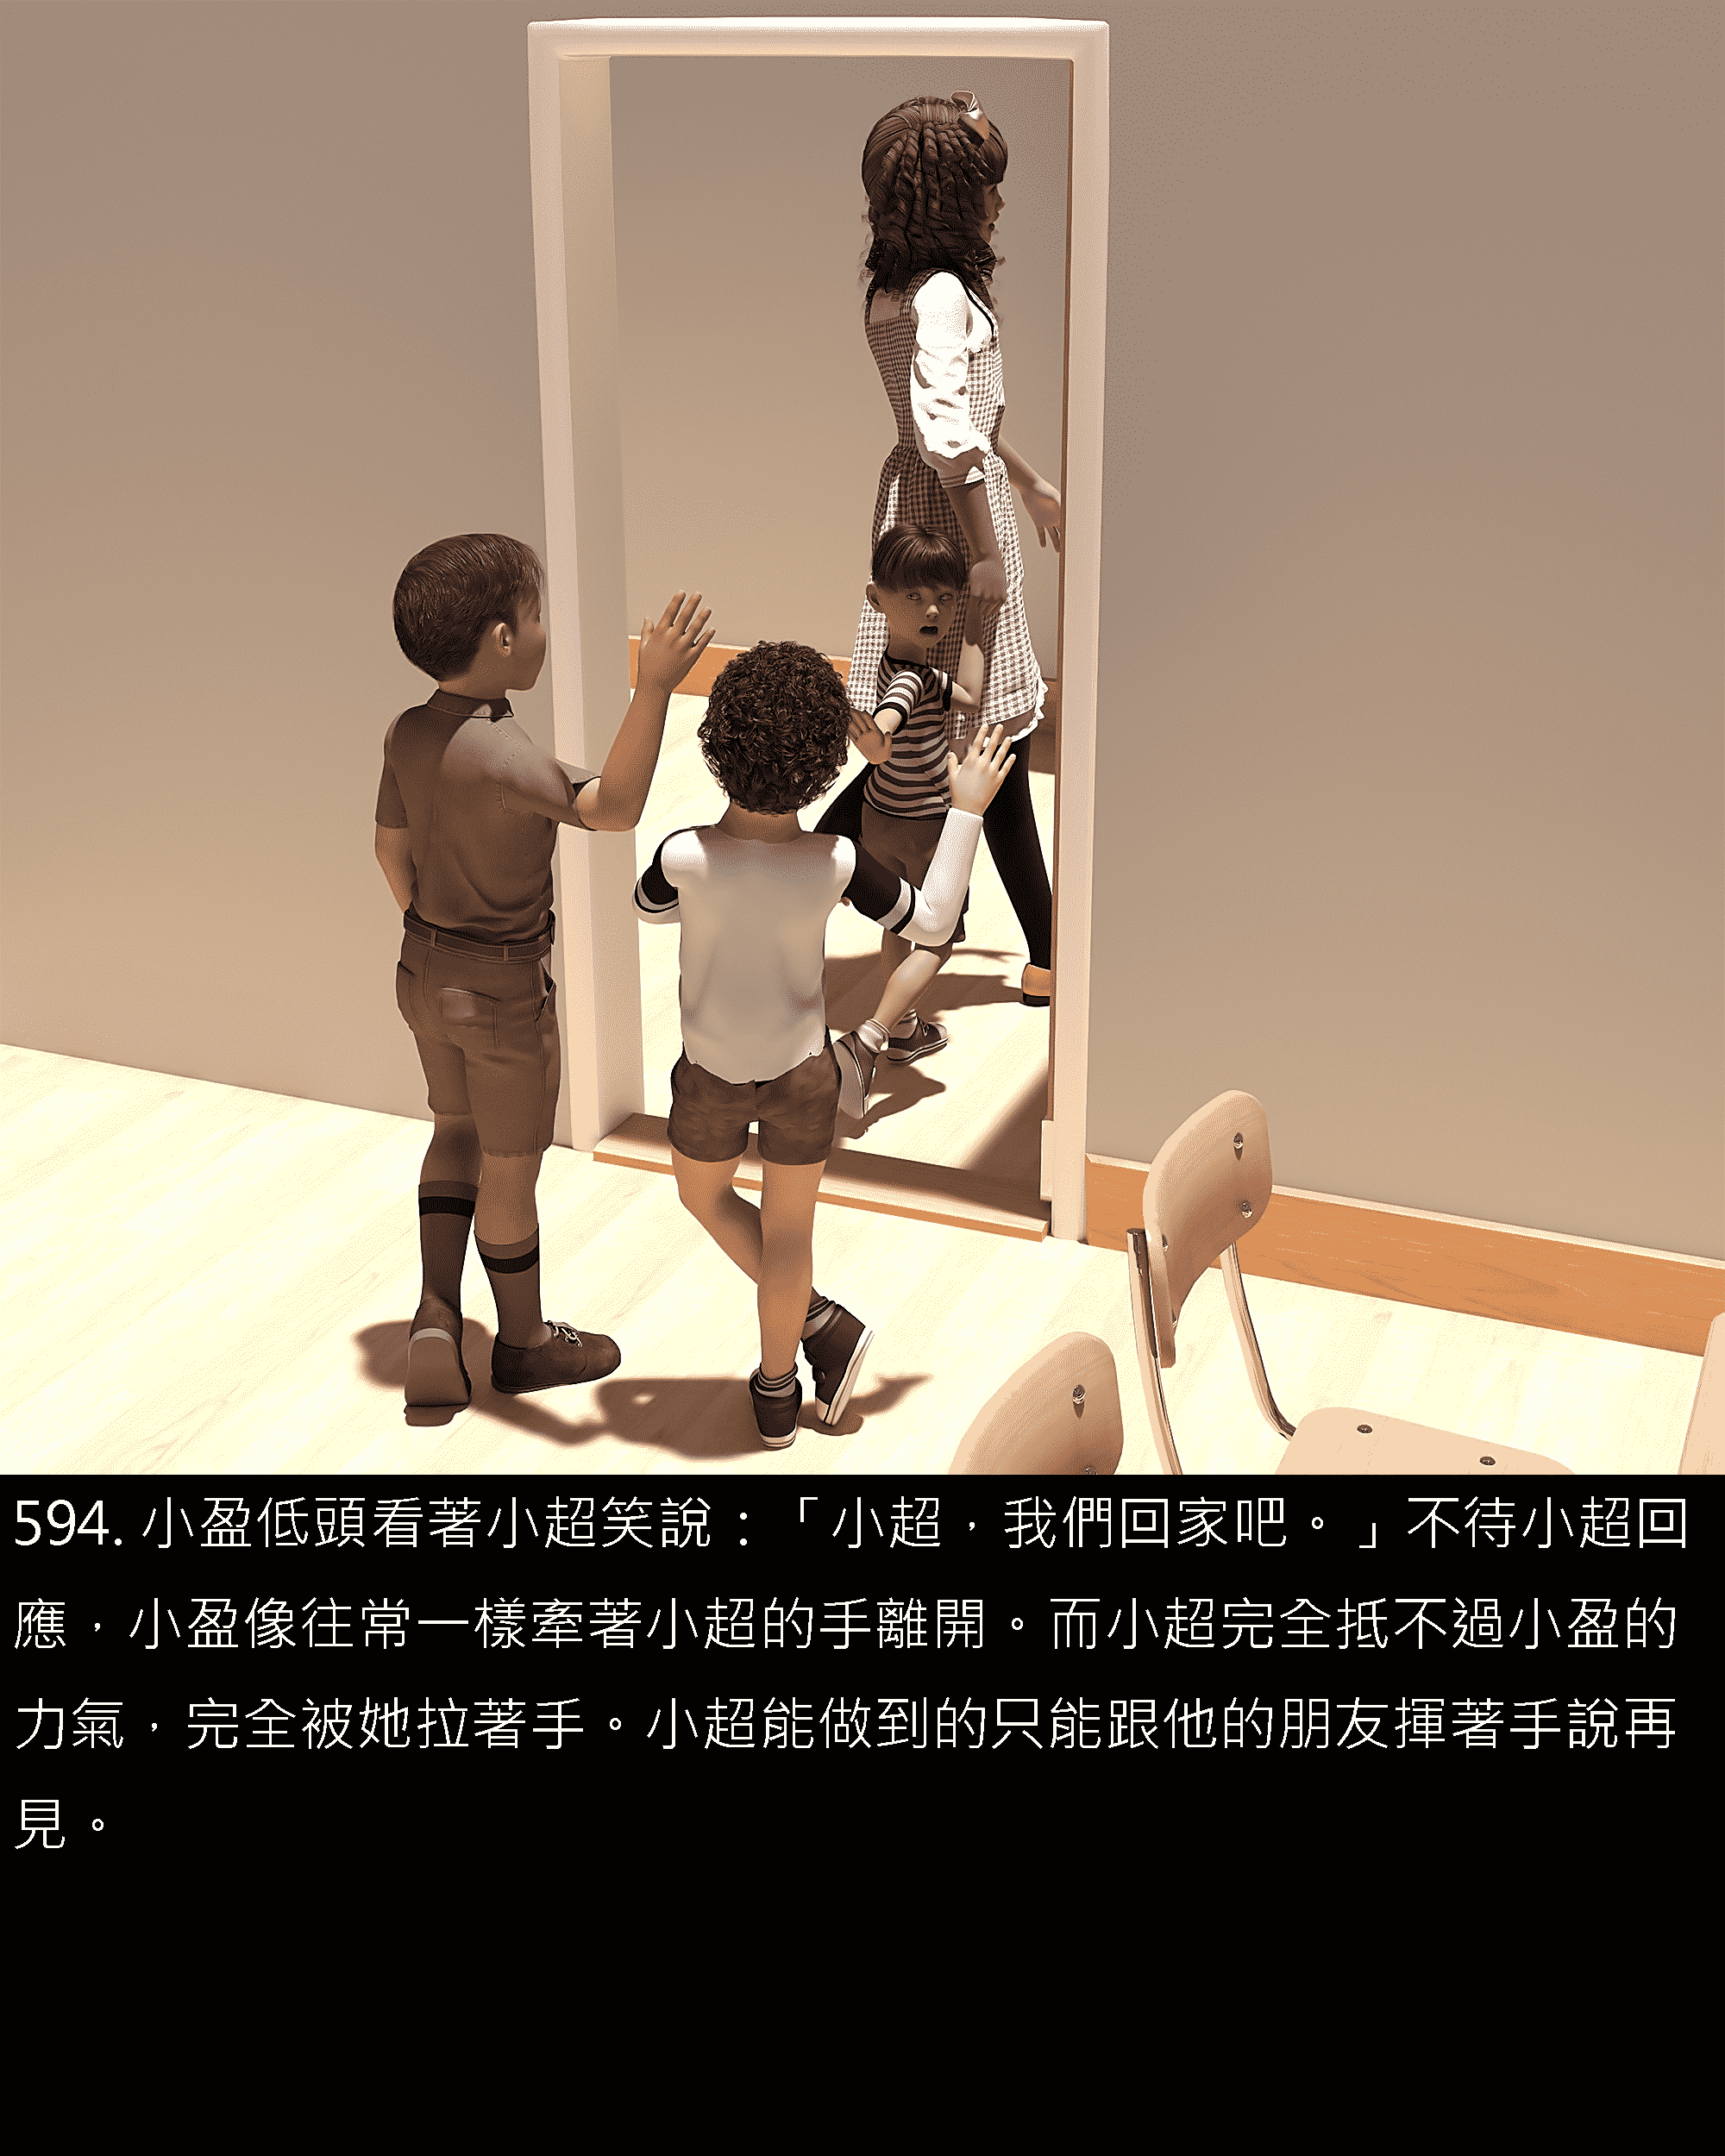 594. 小盈低頭看著小超笑說：「小超，我們回家吧。」不待小超回
應，小盈像往常一樣牽著小超的手離開。而小超完全抵不過小盈的
力氣，完全被她拉著手。小超能做到的只能跟他的朋友揮著手說再
見。